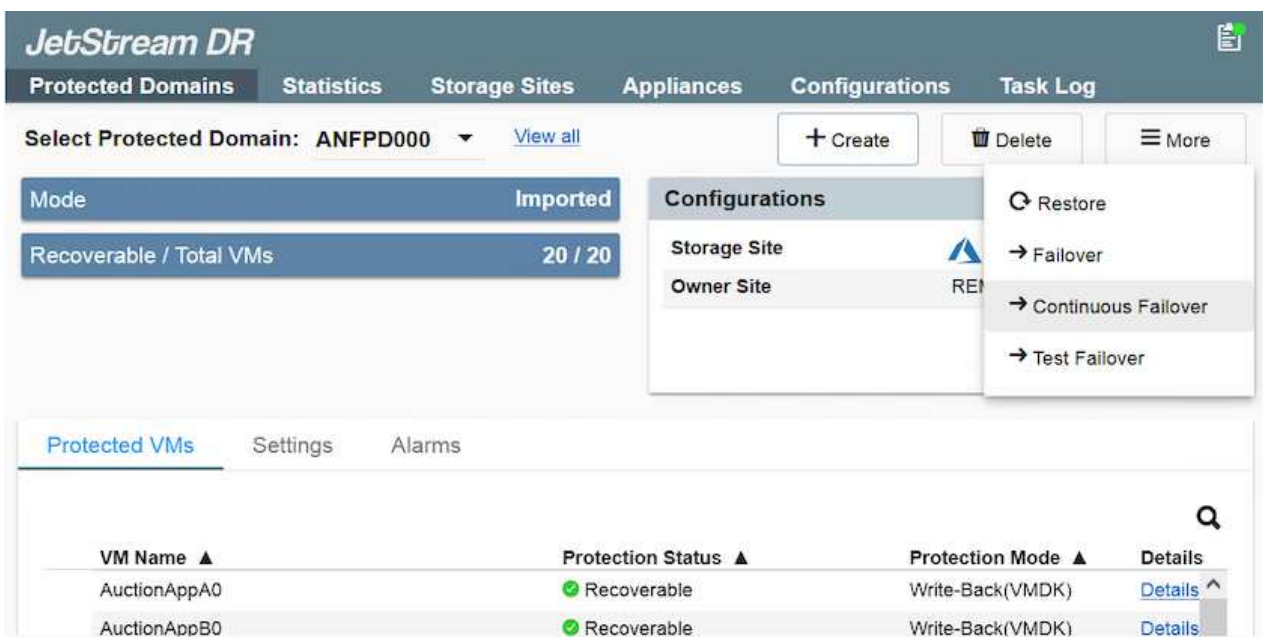 JetStream DR
Protected Domains Statistics Storage Sites Appliances Configurations Task Log
Select Protected Domain: ANFPD000 View all + Create Delete More
Mode Imported
Recoverable / Total VMs 20 / 20
Configurations
Storage Site
Owner Site
Restore
Failover
Continuous Failover
Test Failover
Protected VMs Settings Alarms
VM Name ▲ Protection Status ▲ Protection Mode ▲ Details
AuctionAppA0 Recoverable Write-Back(VMDK) Details
AuctionAppB0 Recoverable Write-Back(VMDK) Details